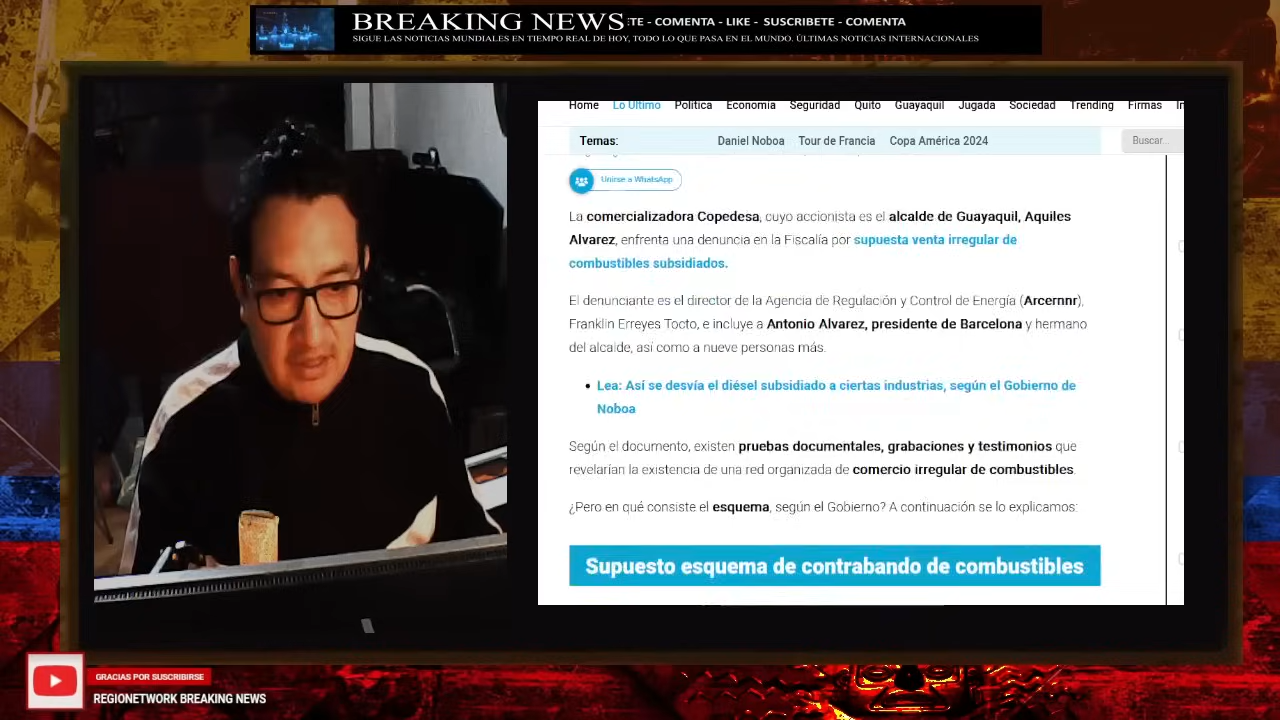 BREAKING NEWS TE - COMENTA - LIKE - SUSCRIBETE - COMENTA
SIGUE LAS NOTICIAS MUNDIALES EN TIEMPO REAL DE HOY, TODO LO QUE PASA EN EL MUNDO. ÚLTIMAS NOTICIAS INTERNACIONALES
Home Lo Último Política Economía Seguridad Quito Guayaquil Jugada Sociedad Trending Firmas
Temas: Daniel Noboa Tour de Francia Copa América 2024 Buscar...
Unirse a WhatsApp
La comercializadora Copedesa, cuyo accionista es el alcalde de Guayaquil, Aquiles
Alvarez, enfrenta una denuncia en la Fiscalía por supuesta venta irregular de
combustibles subsidiados.
El denunciante es el director de la Agencia de Regulación y Control de Energía (Arcernnr),
Franklin Erreyes Tocto, e incluye a Antonio Alvarez, presidente de Barcelona y hermano
del alcalde, así como a nueve personas más.
• Lea: Así se desvía el diésel subsidiado a ciertas industrias, según el Gobierno de
Noboa
Según el documento, existen pruebas documentales, grabaciones y testimonios que
revelarían la existencia de una red organizada de comercio irregular de combustibles.
¿Pero en qué consiste el esquema, según el Gobierno? A continuación se lo explicamos:
Supuesto esquema de contrabando de combustibles
GRACIAS POR SUSCRIBIRSE
REGIONETWORK BREAKING NEWS